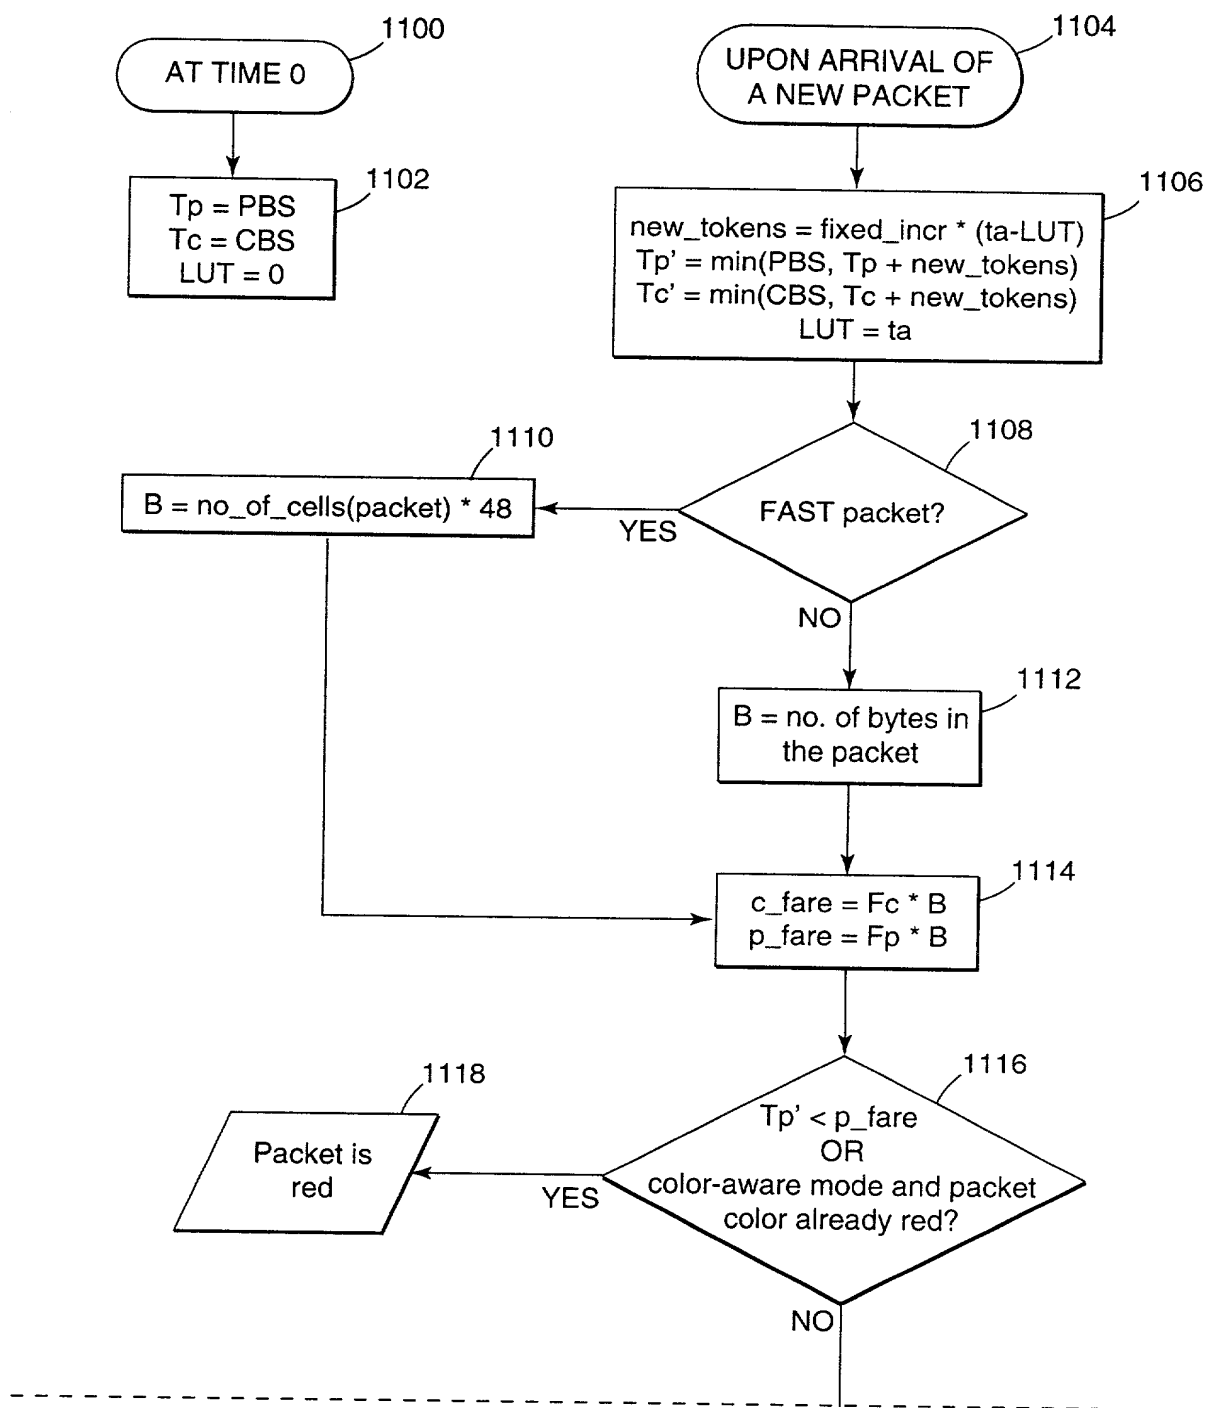 1100
AT TIME 0
1102
Tp = PBS
Tc = CBS
LUT = 0
1104
UPON ARRIVAL OF
A NEW PACKET
1106
new_tokens = fixed_incr * (ta-LUT)
Tp’ = min(PBS, Tp + new_tokens)
Tc’ = min(CBS, Tc + new_tokens)
LUT = ta
1108
FAST packet?
YES
1110
B = no_of_cells(packet) * 48
NO
1112
B = no. of bytes in
the packet
1114
c_fare = Fc * B
p_fare = Fp * B
1116
Tp’ < p_fare
OR
color-aware mode and packet
color already red?
YES
1118
Packet is
red
NO